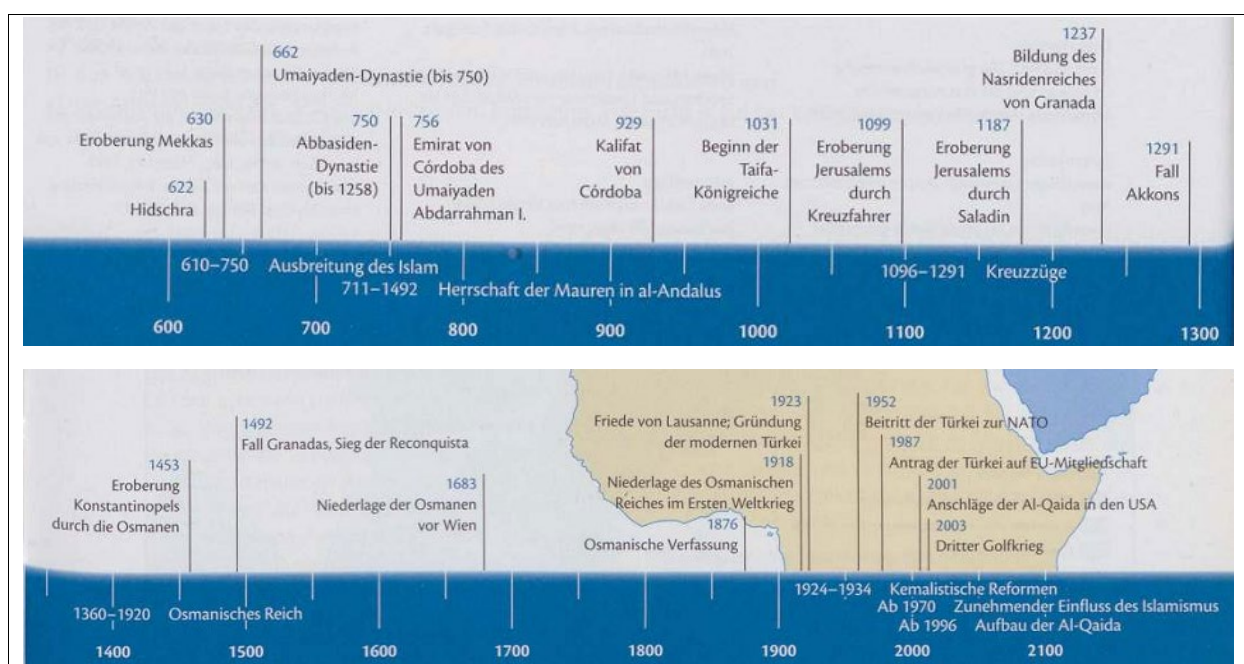 662
Umaiyaden-Dynastie (bis 750)
630
Eroberung Mekkas
622
Hidschra
750
Abbasiden-
Dynastie
(bis 1258)
756
Emirat von
Córdoba des
Umaiyaden
Abdarrahman I.
929
Kalifat
von
Córdoba
1031
Beginn der
Taifa-
Königreiche
1099
Eroberung
Jerusalems
durch
Kreuzfahrer
1187
Eroberung
Jerusalems
durch
Saladin
1237
Bildung des
Nasridenreiches
von Granada
1291
Fall
Akkons
610–750 Ausbreitung des Islam
711–1492 Herrschaft der Mauren in al-Andalus
1096–1291 Kreuzzüge
600 700 800 900 1000 1100 1200 1300
1453
Eroberung
Konstantinopels
durch die Osmanen
1492
Fall Granadas, Sieg der Reconquista
1683
Niederlage der Osmanen
vor Wien
1923
Friede von Lausanne; Gründung
der modernen Türkei
1918
Niederlage des Osmanischen
Reiches im Ersten Weltkrieg
1876
Osmanische Verfassung
1952
Beitritt der Türkei zur NATO
1987
Antrag der Türkei auf EU-Mitgliedschaft
2001
Anschläge der Al-Qaida in den USA
2003
Dritter Golfkrieg
1360–1920 Osmanisches Reich
1924–1934 Kemalistische Reformen
Ab 1970 Zunehmender Einfluss des Islamismus
Ab 1996 Aufbau der Al-Qaida
1400 1500 1600 1700 1800 1900 2000 2100